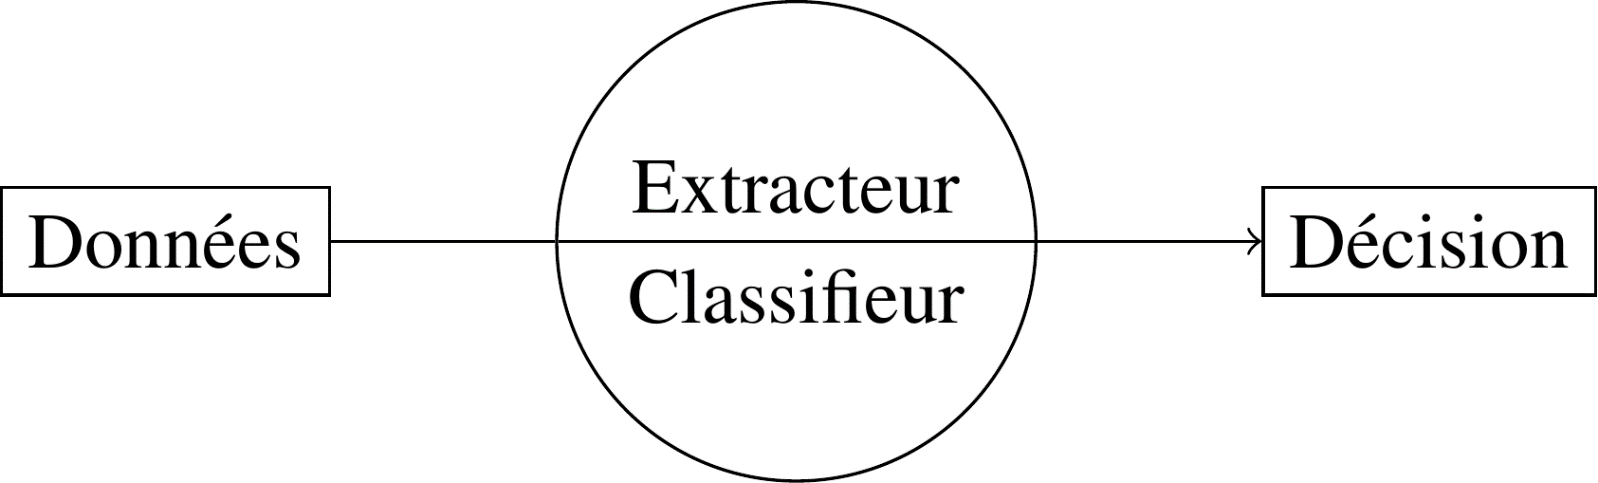 Données
Extracteur
Classifieur
Décision